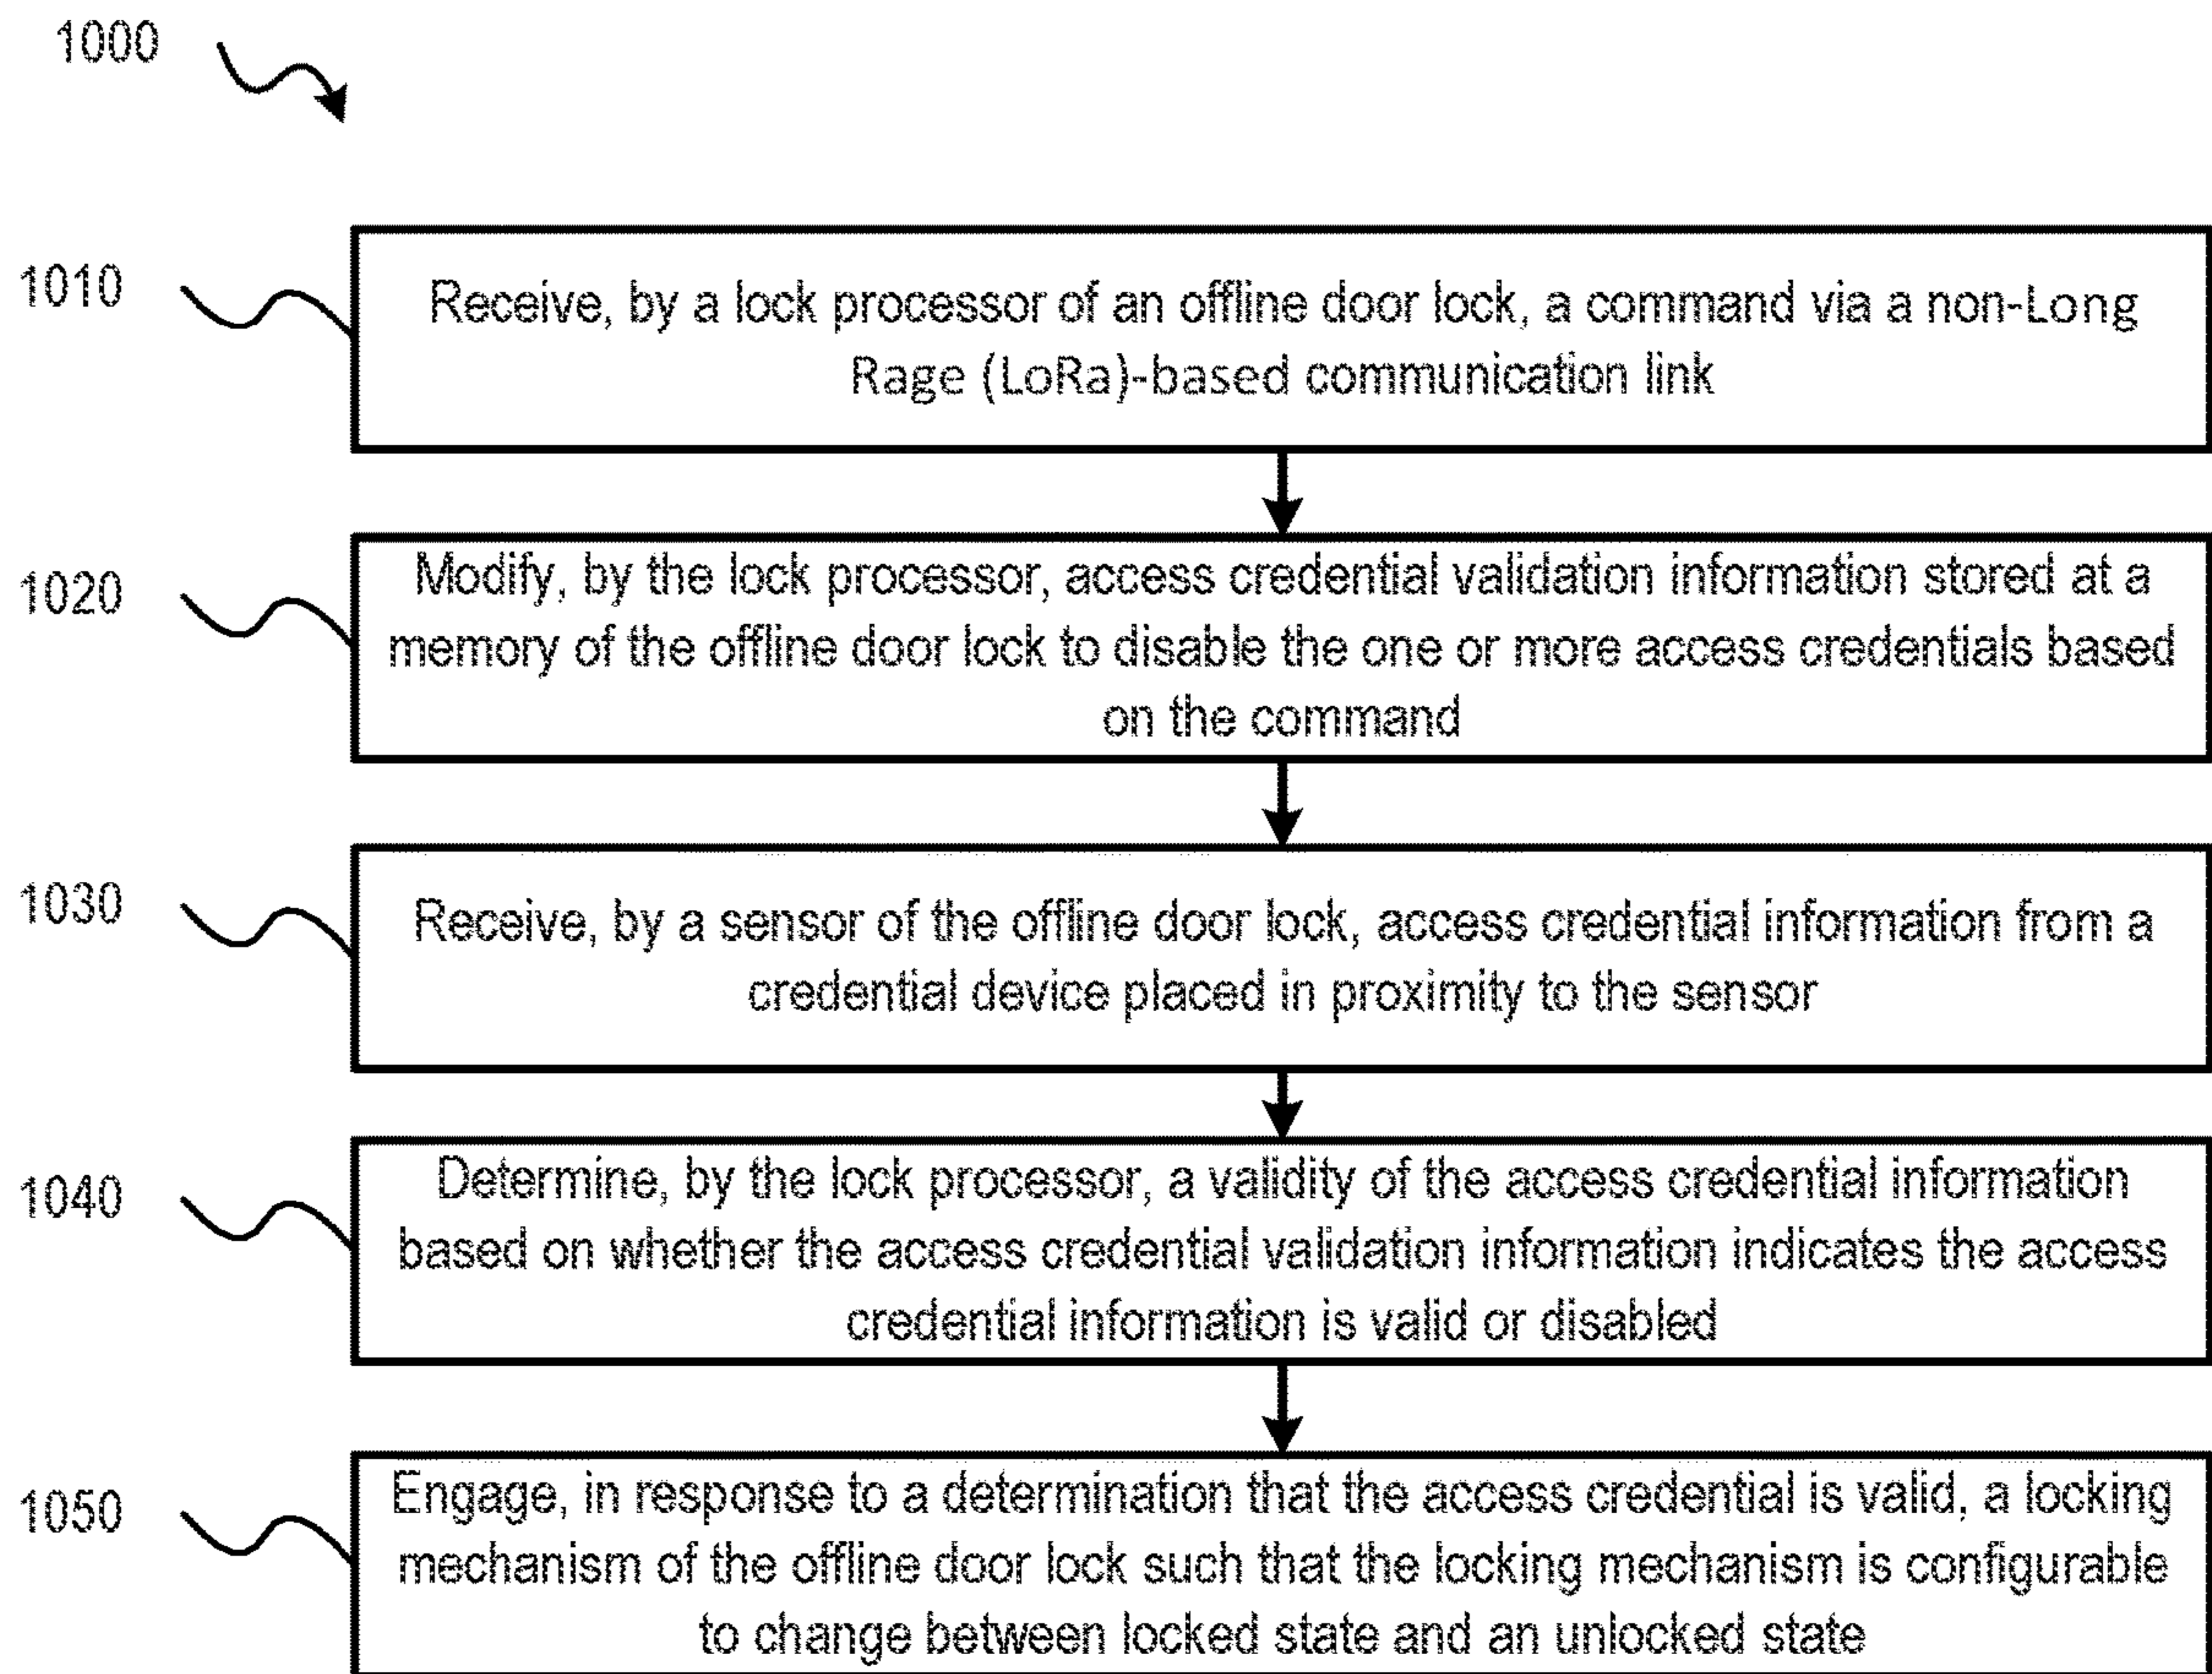 1000
1010
Receive, by a lock processor of an offline door lock, a command via a non-Long
Rage (LoRa)-based communication link
1020
Modify, by the lock processor, access credential validation information stored at a
memory of the offline door lock to disable the one or more access credentials based
on the command
1030
Receive, by a sensor of the offline door lock, access credential information from a
credential device placed in proximity to the sensor
1040
Determine, by the lock processor, a validity of the access credential information
based on whether the access credential validation information indicates the access
credential information is valid or disabled
1050
Engage, in response to a determination that the access credential is valid, a locking
mechanism of the offline door lock such that the locking mechanism is configurable
to change between locked state and an unlocked state